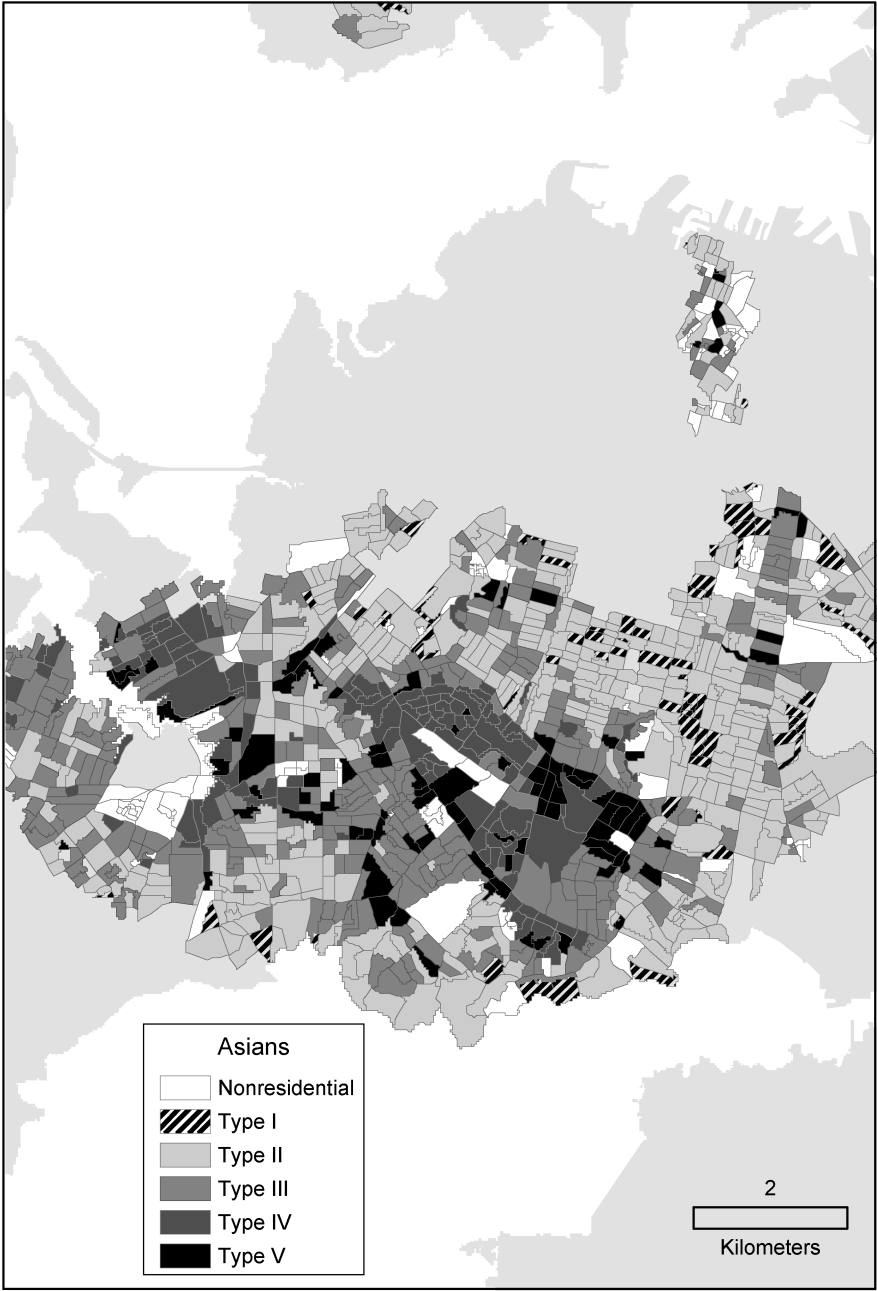 Asians
Nonresidential
Type I
Type II
Type III
Type IV
Type V
2
Kilometers